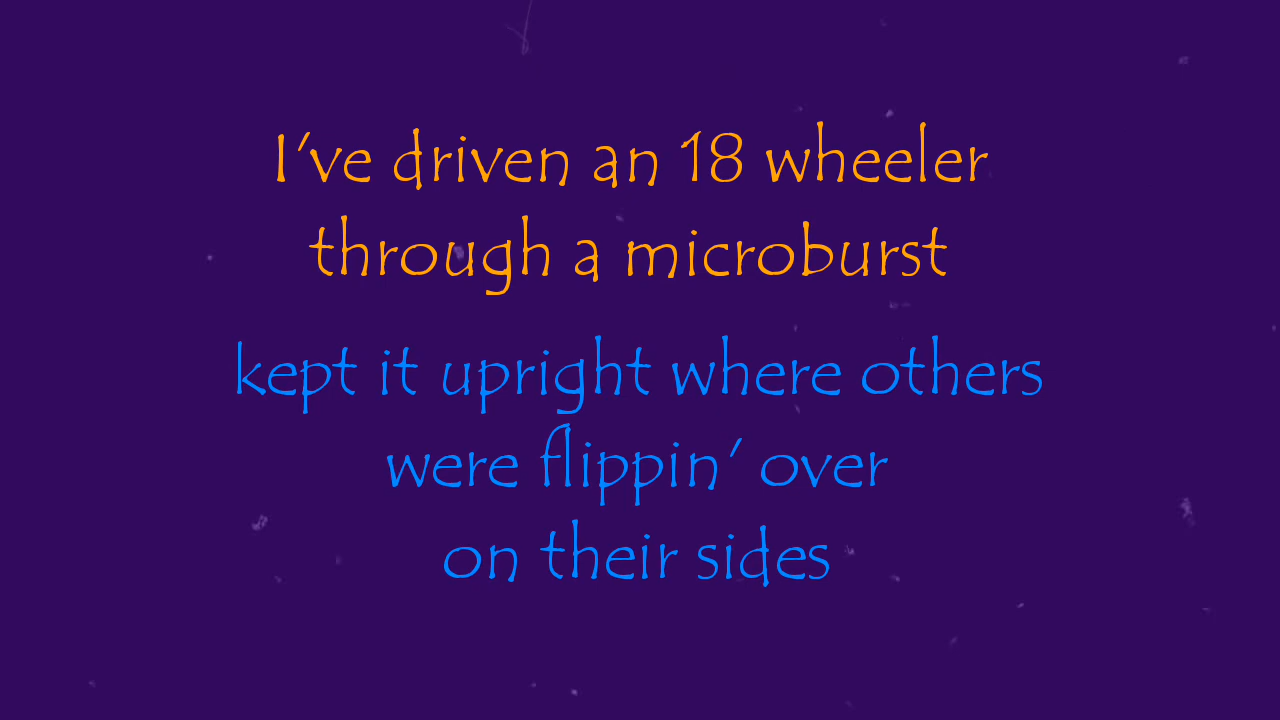 I've driven an 18 wheeler
through a microburst
kept it upright where others
were flippin' over
on their sides